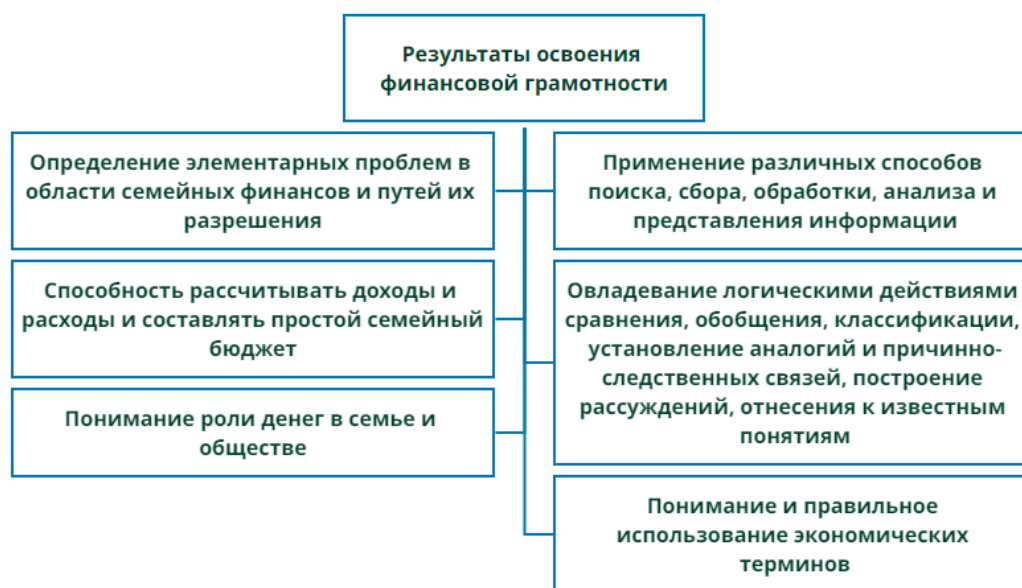 Результаты освоения
финансовой грамотности
Определение элементарных проблем в
области семейных финансов и путей их
разрешения
Способность рассчитывать доходы и
расходы и составлять простой семейный
бюджет
Понимание роли денег в семье и
обществе
Применение различных способов
поиска, сбора, обработки, анализа и
представления информации
Овладевание логическими действиями
сравнения, обобщения, классификации,
установление аналогий и причинно-
следственных связей, построение
рассуждений, отнесения к известным
понятиям
Понимание и правильное
использование экономических
терминов